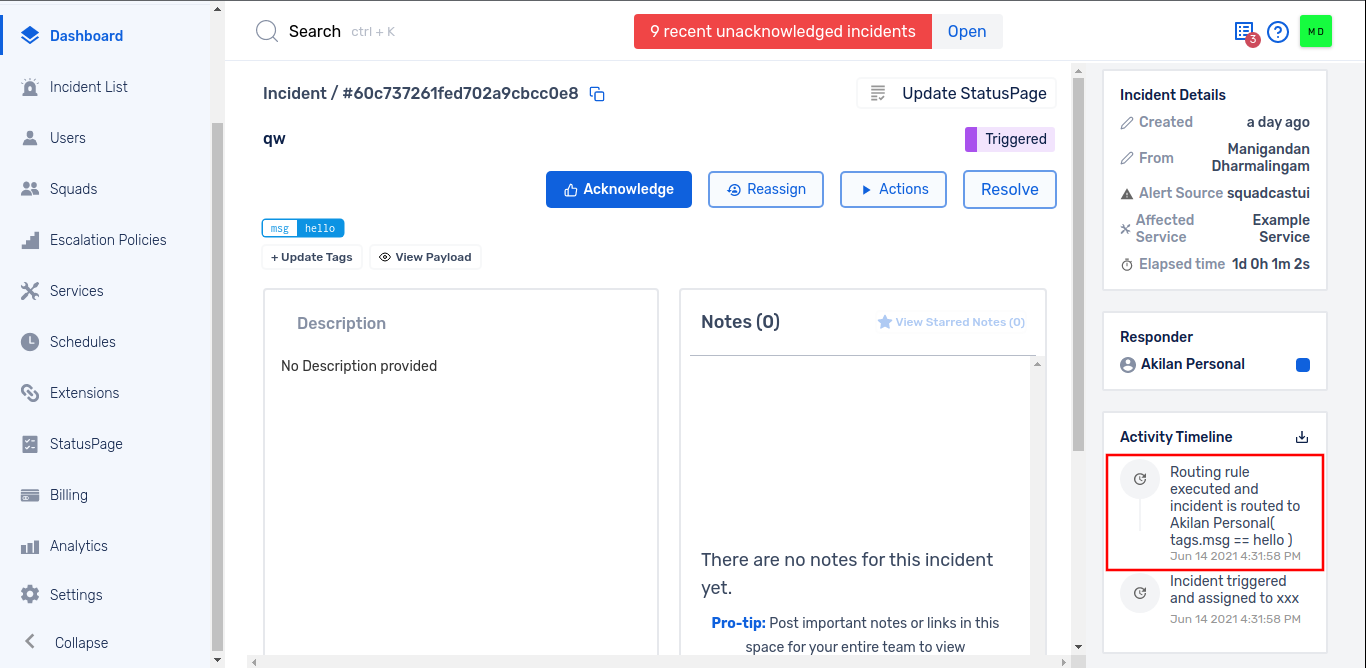 Dashboard
Incident List
Users
Squads
Escalation Policies
Services
Schedules
Extensions
StatusPage
Billing
Analytics
Settings
Collapse
Search ctrl + K
9 recent unacknowledged incidents Open
3
MD
Incident / #60c737261fed702a9cbcc0e8
Update StatusPage
qw
Triggered
Acknowledge Reassign Actions Resolve
msg hello
+ Update Tags View Payload
Description
No Description provided
Notes (0) View Starred Notes (0)
There are no notes for this incident
yet.
Pro-tip: Post important notes or links in this
space for your entire team to view
Incident Details
Created a day ago
From Manigandan
Dharmalingam
Alert Source squadcastui
Affected Example
Service Service
Elapsed time 1d 0h 1m 2s
Responder
Akilan Personal
Activity Timeline
Routing rule
executed and
incident is routed to
Akilan Personal(
tags.msg == hello )
Jun 14 2021 4:31:58 PM
Incident triggered
and assigned to xxx
Jun 14 2021 4:31:58 PM